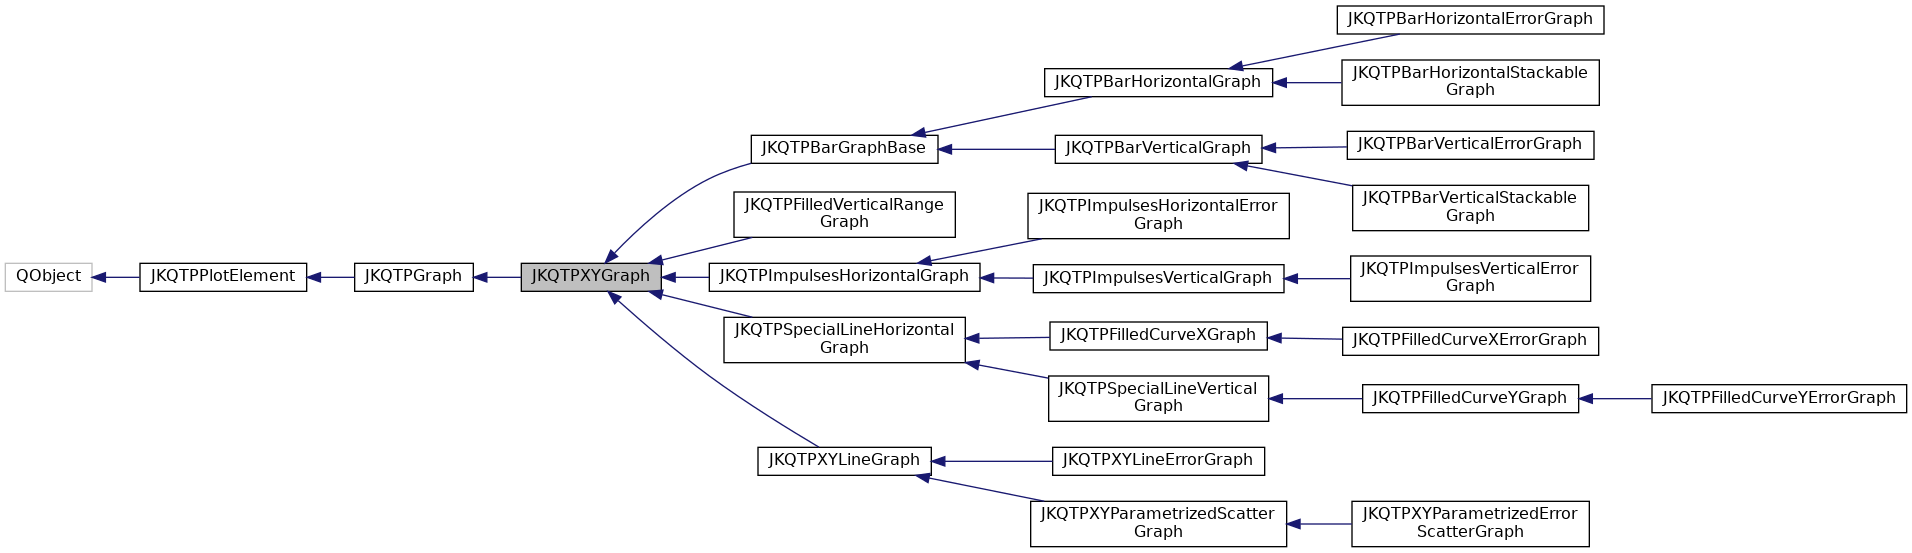 JKQTPBarHorizontalErrorGraph
JKQTPBarHorizontalGraph
JKQTPBarHorizontalStackable
Graph
JKQTPBarGraphBase
JKQTPBarVerticalGraph
JKQTPBarVerticalErrorGraph
JKQTPBarVerticalStackable
Graph
JKQTPFilledVerticalRange
Graph
JKQTPImpulsesHorizontalError
Graph
QObject
JKQTPPlotElement
JKQTPGraph
JKQTPXYGraph
JKQTPImpulsesHorizontalGraph
JKQTPImpulsesVerticalGraph
JKQTPImpulsesVerticalError
Graph
JKQTPSpecialLineHorizontal
Graph
JKQTPFilledCurveXGraph
JKQTPFilledCurveXErrorGraph
JKQTPSpecialLineVertical
Graph
JKQTPFilledCurveYGraph
JKQTPFilledCurveYErrorGraph
JKQTPXYLineGraph
JKQTPXYLineErrorGraph
JKQTPXYParametrizedScatter
Graph
JKQTPXYParametrizedError
ScatterGraph